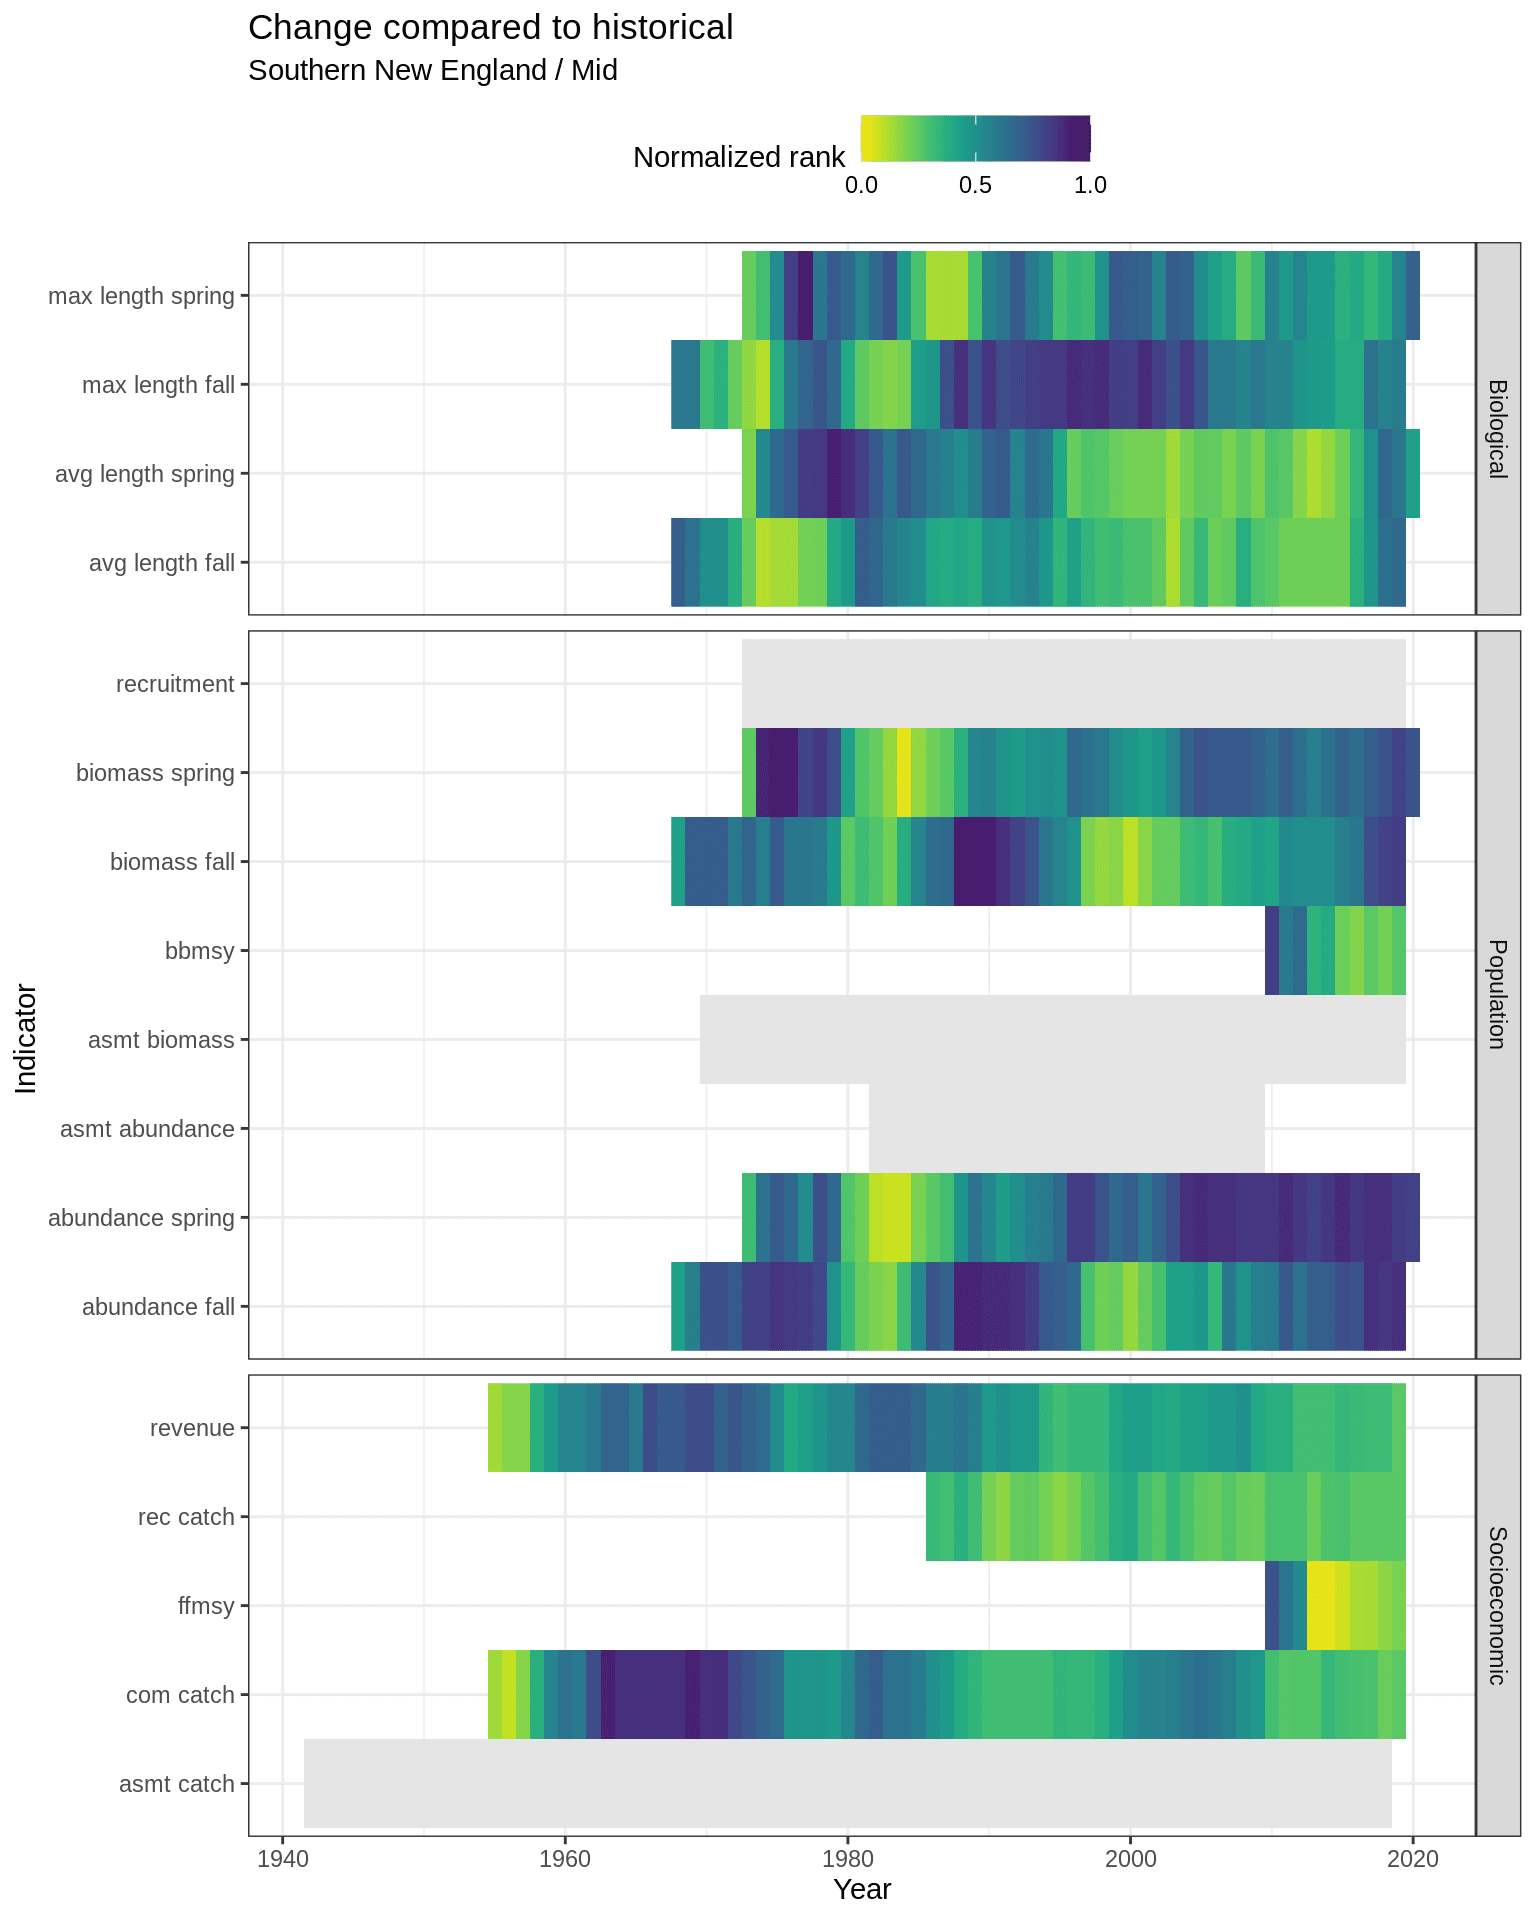 Change compared to historical
Southern New England / Mid
Normalized rank
0.0 0.5 1.0
Indicator
max length spring
max length fall
avg length spring
avg length fall
Biological
recruitment
biomass spring
biomass fall
bbmsy
asmt biomass
asmt abundance
abundance spring
abundance fall
Population
revenue
rec catch
ffmsy
com catch
asmt catch
Socioeconomic
1940 1960 1980 2000 2020
Year